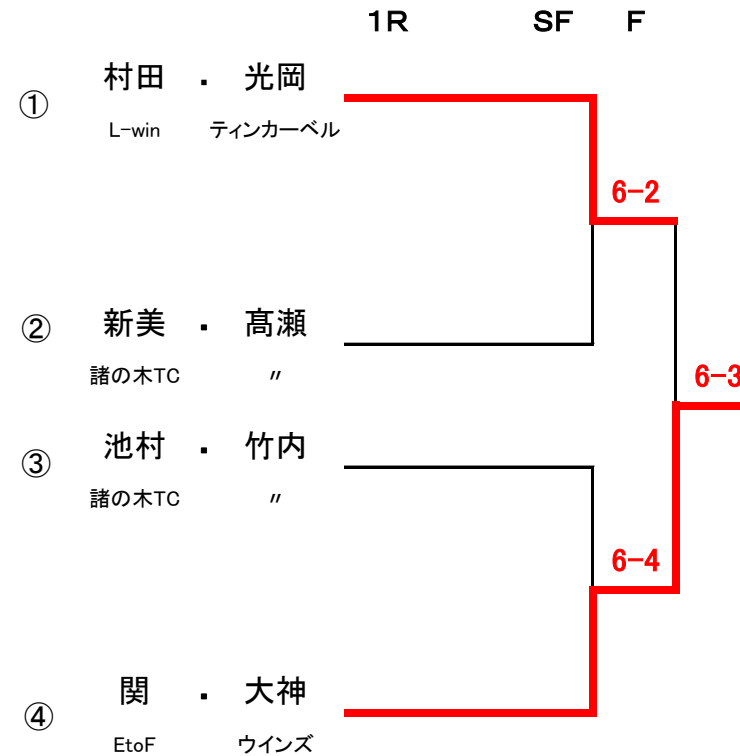 1R SF F
① 村田 ・ 光岡
L-win ティンカーベル
6-2
② 新美 ・ 髙瀬
諸の木TC 〃
6-3
③ 池村 ・ 竹内
諸の木TC 〃
6-4
④ 関 ・ 大神
EtoF ウインズ